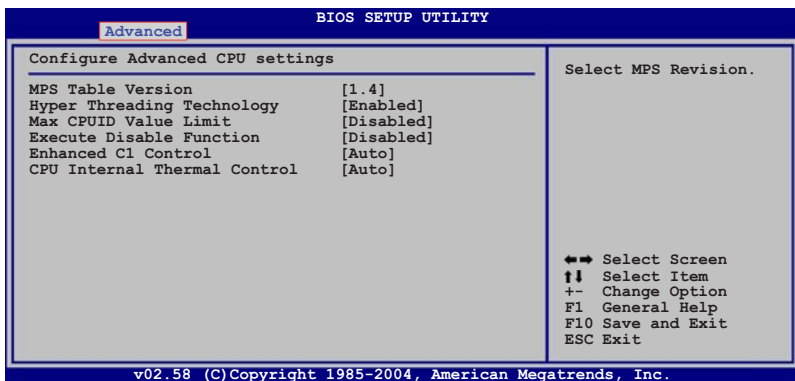 BIOS SETUP UTILITY
Advanced
Configure Advanced CPU settings
MPS Table Version [1.4]
Hyper Threading Technology [Enabled]
Max CPUID Value Limit [Disabled]
Execute Disable Function [Disabled]
Enhanced C1 Control [Auto]
CPU Internal Thermal Control [Auto]
Select MPS Revision.
Select Screen
Select Item
+- Change Option
F1 General Help
F10 Save and Exit
ESC Exit
v02.58 (C)Copyright 1985-2004, American Megatrends, Inc.